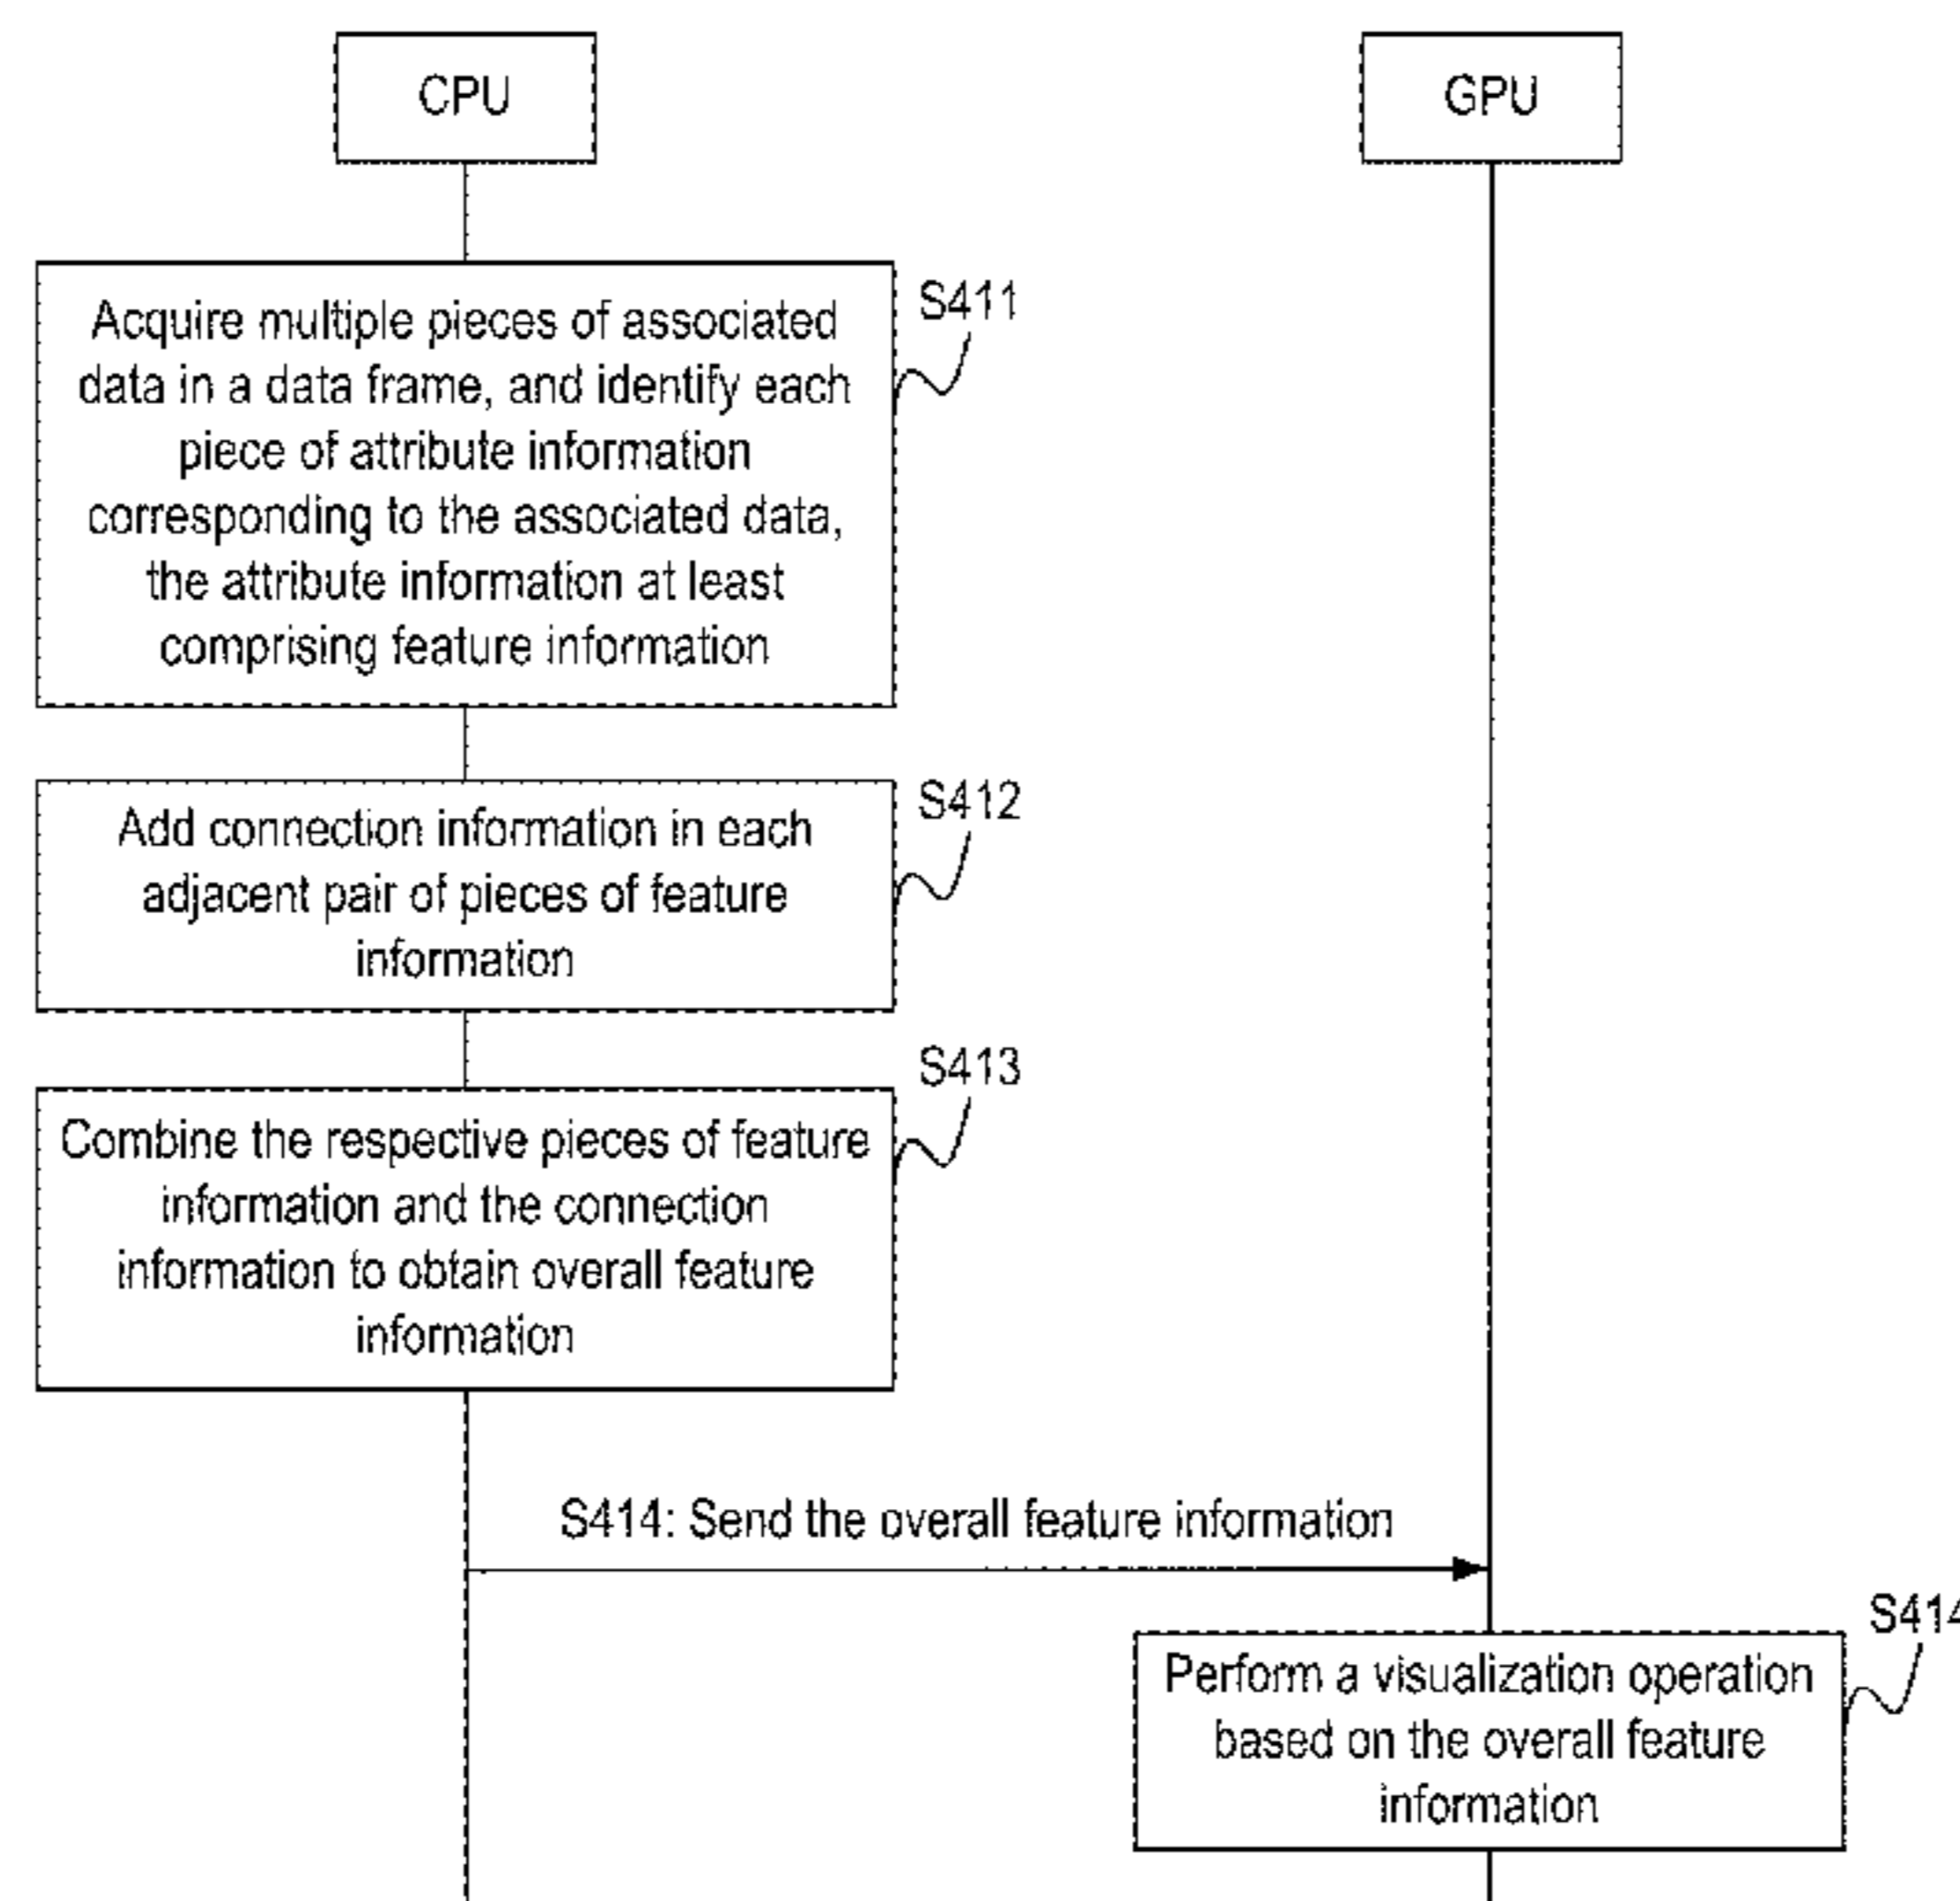 CPU
GPU
S411
Acquire multiple pieces of associated
data in a data frame, and identify each
piece of attribute information
corresponding to the associated data,
the attribute information at least
comprising feature information
S412
Add connection information in each
adjacent pair of pieces of feature
information
S413
Combine the respective pieces of feature
information and the connection
information to obtain overall feature
information
S414: Send the overall feature information
S414
Perform a visualization operation
based on the overall feature
information